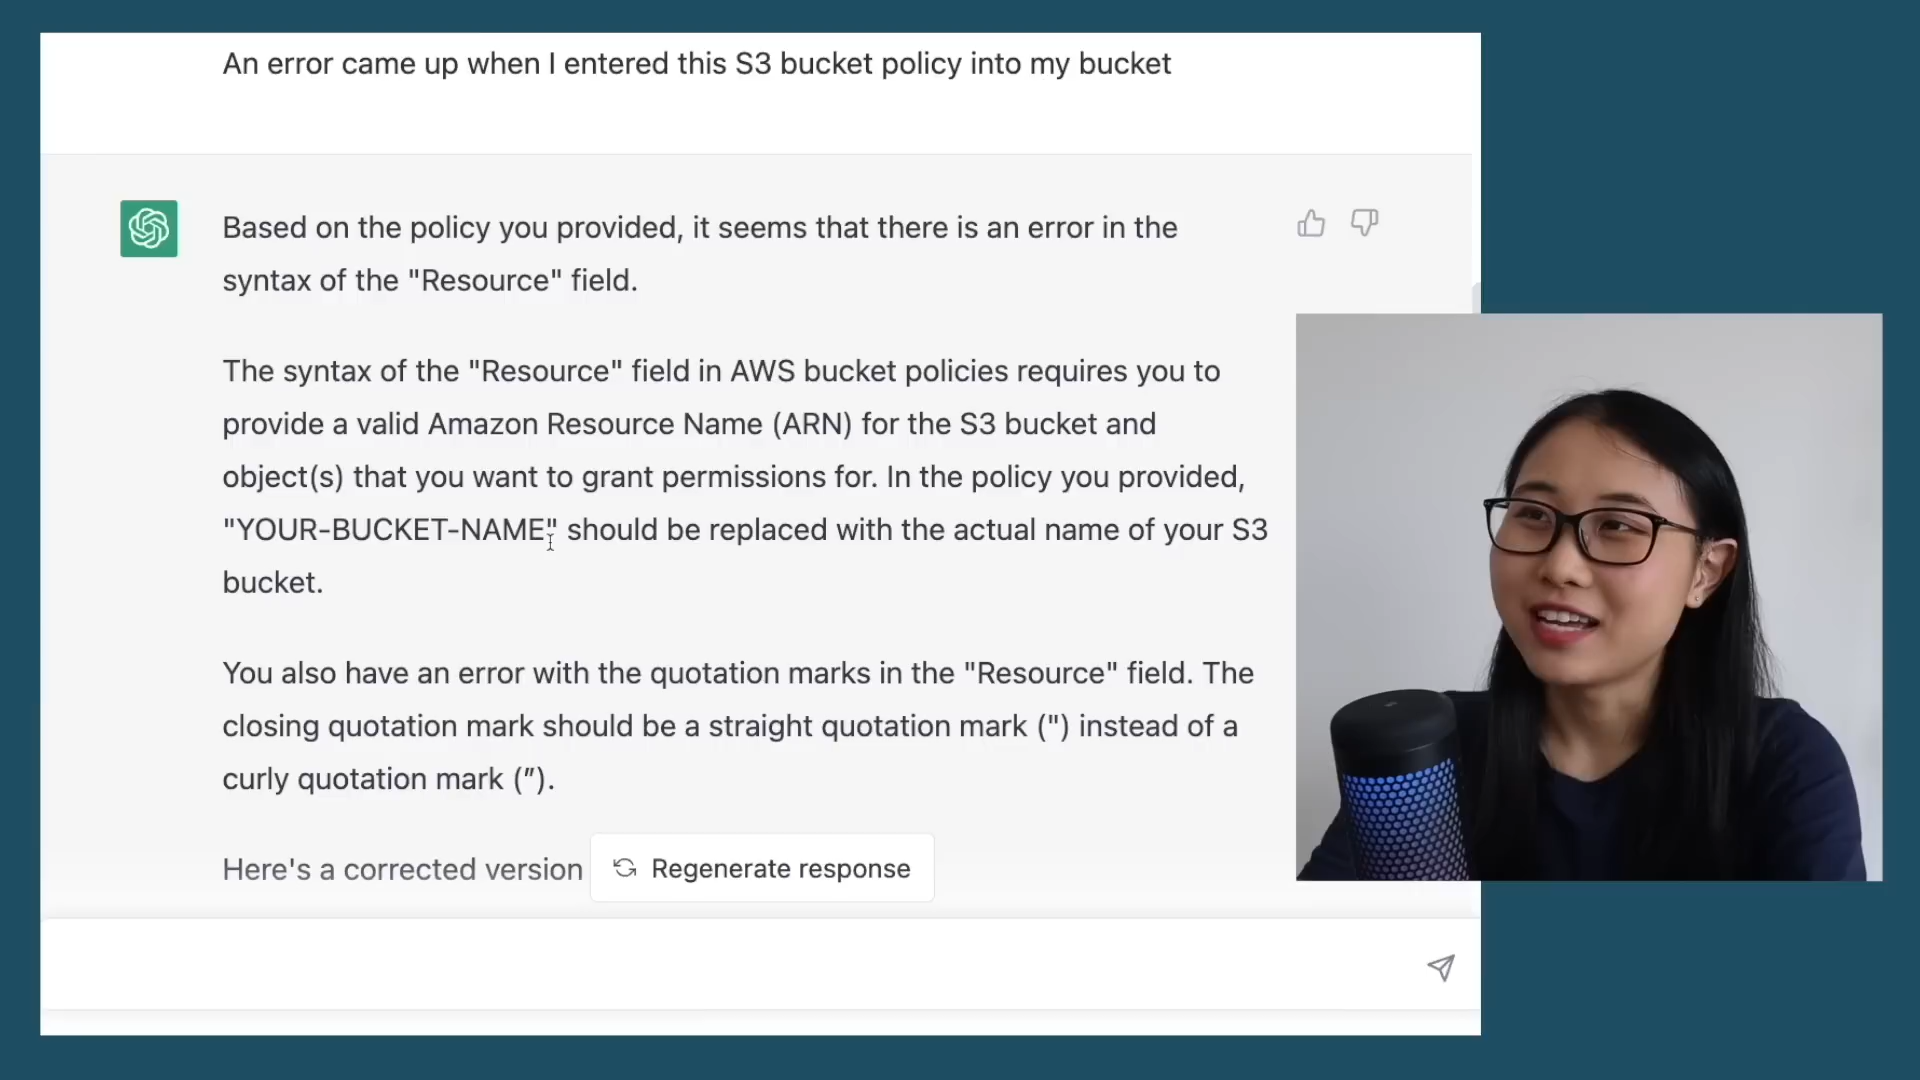 An error came up when I entered this S3 bucket policy into my bucket
Based on the policy you provided, it seems that there is an error in the
syntax of the "Resource" field.
The syntax of the "Resource" field in AWS bucket policies requires you to
provide a valid Amazon Resource Name (ARN) for the S3 bucket and
object(s) that you want to grant permissions for. In the policy you provided,
"YOUR-BUCKET-NAME" should be replaced with the actual name of your S3
bucket.
You also have an error with the quotation marks in the "Resource" field. The
closing quotation mark should be a straight quotation mark (") instead of a
curly quotation mark (”).
Here's a corrected version
Regenerate response